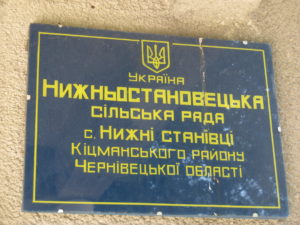 УКРАЇНА
НИЖНЬОСТАНОВЕЦЬКА
СІЛЬСЬКА РАДА
С. НИЖНІ СТАНІВЦІ
КІЦМАНСЬКОГО РАЙОНУ
ЧЕРНІВЕЦЬКОЇ ОБЛАСТІ